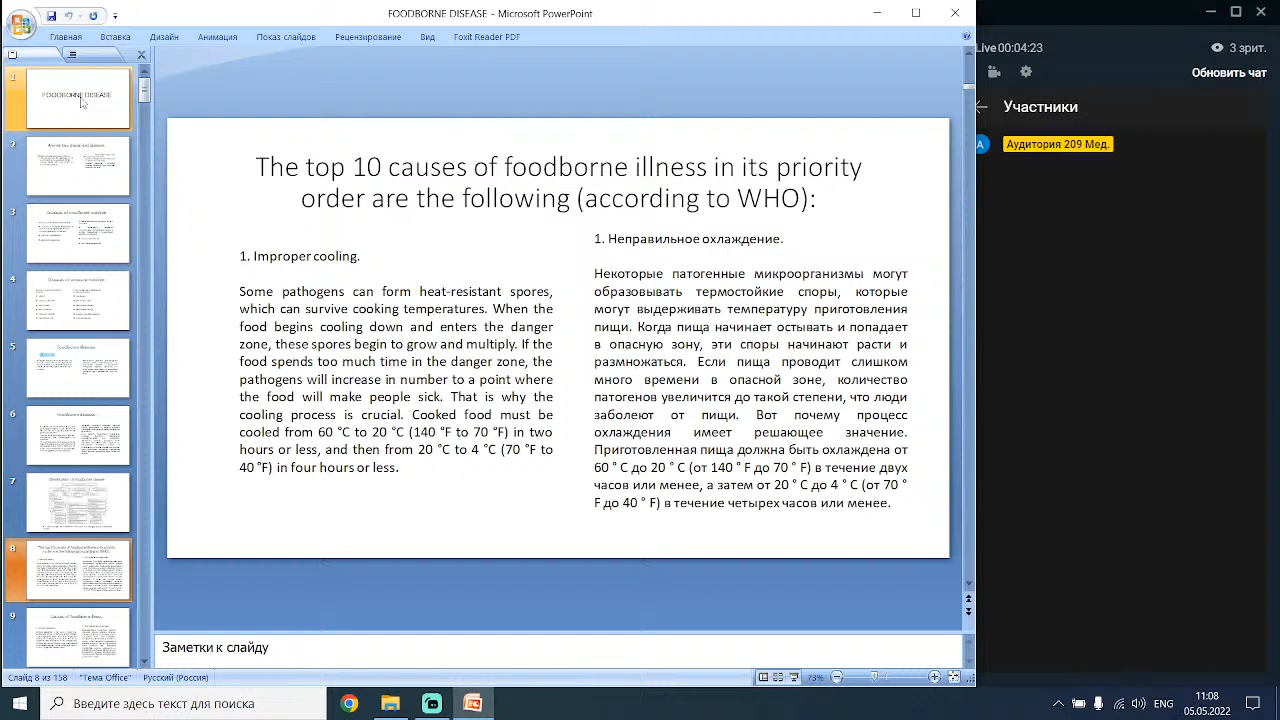 FOODBORNE DISEASE - Microsoft PowerPoint
Главная Вставка Дизайн Анимация Показ слайдов Рецензирование Вид Foxit Reader PDF
Live 00:04:23
3 зрит.
Обновить чат
Участники
А
Аудитория 209 Мед.
1
FOODBORNE DISEASE
2
3
4
5
6
7
8
9
The top 10 causes of foodborne illness in its priority
order are the following (according to WHO):
1. Improper cooling.
Some pathogens can form heat-resistant spores,
which can survive cooking temperatures. When the
food begins cooling down and enters the danger
zone, these spores begin to grow and multiply. If the
food spends too much time in the danger zone, the
pathogens will increase in number to a point where
the food will make people sick. That is why the
cooling process is crucial. Cooked food must be
cooled from 60 °C to 20 °C (140 °F to 70 °F) in two
hours or less, and then from 20 °C to 4 °C (70 °F to
40 °F) in four hours or less.
1. Неправильное охлаждение.
Некоторые патогенные микроорганизмы могут
образовывать термостойкие споры, которые
могут выдерживать температуру приготовления
пищи. Когда пища начинает остывать и попадает
в опасную зону, эти споры начинают расти и
размножаться. Если пища проводит слишком
много времени в опасной зоне, количество
патогенов увеличится до такой степени, что люди
заболеют от пищи. Вот почему процесс
охлаждения имеет решающее значение.
Приготовленная пища должна быть охлаждена от
60 ° C до 20 ° C (от 140 ° F до 70 ° F) в течение двух
часов или менее, а затем от 20 ° C до 4 ° C (от 70 °
F до 40 ° F) в течение четырех часов или менее.
Заметки к слайду
Слайд 8 из 158 "Тема Office" Русский (Россия) 73%
Введите здесь текст для поиска
ENG
11:08
05.05.2022